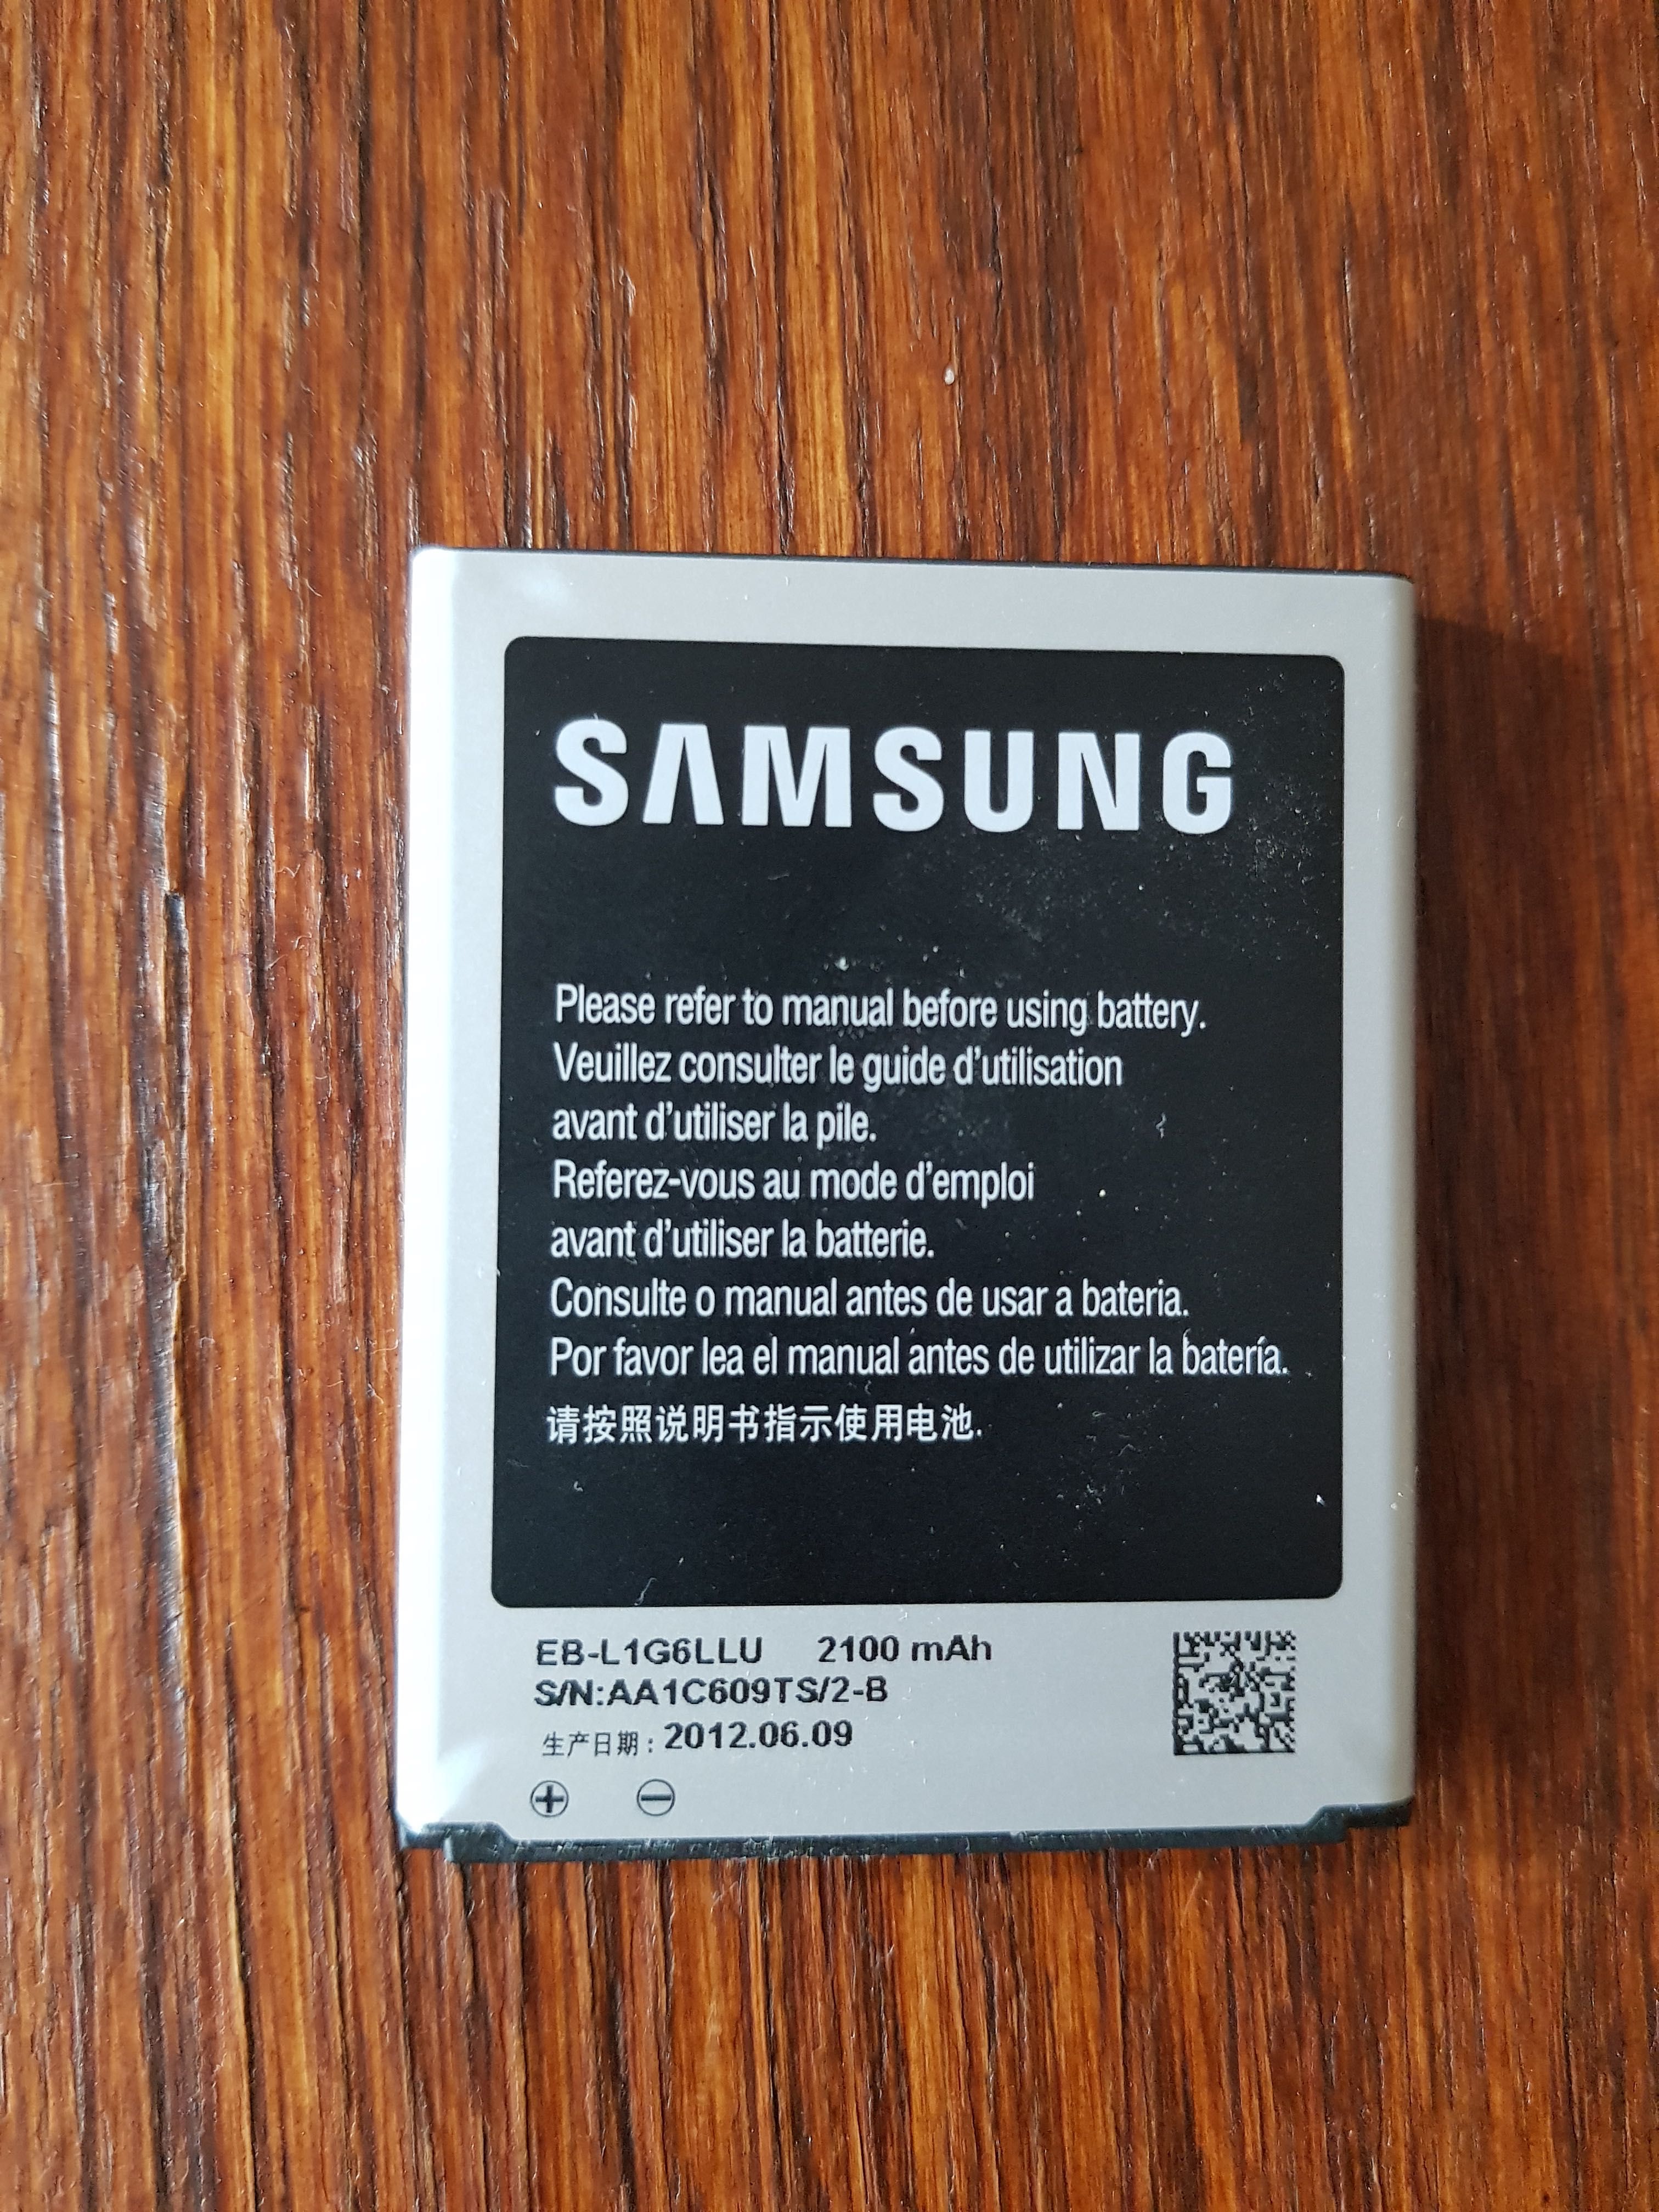 SAMSUNG
Please refer to manual before using battery.
Veuillez consulter le guide d'utilisation
avant d'utiliser la pile.
Referez-vous au mode d'emploi
avant d'utiliser la batterie.
Consulte o manual antes de usar a bateria.
Por favor lea el manual antes de utilizar la batería.
请按照说明书指示使用电池.
EB-L1G6LLU 2100 mAh
S/N:AA1C609TS/2-B
生产日期: 2012.06.09
+ -